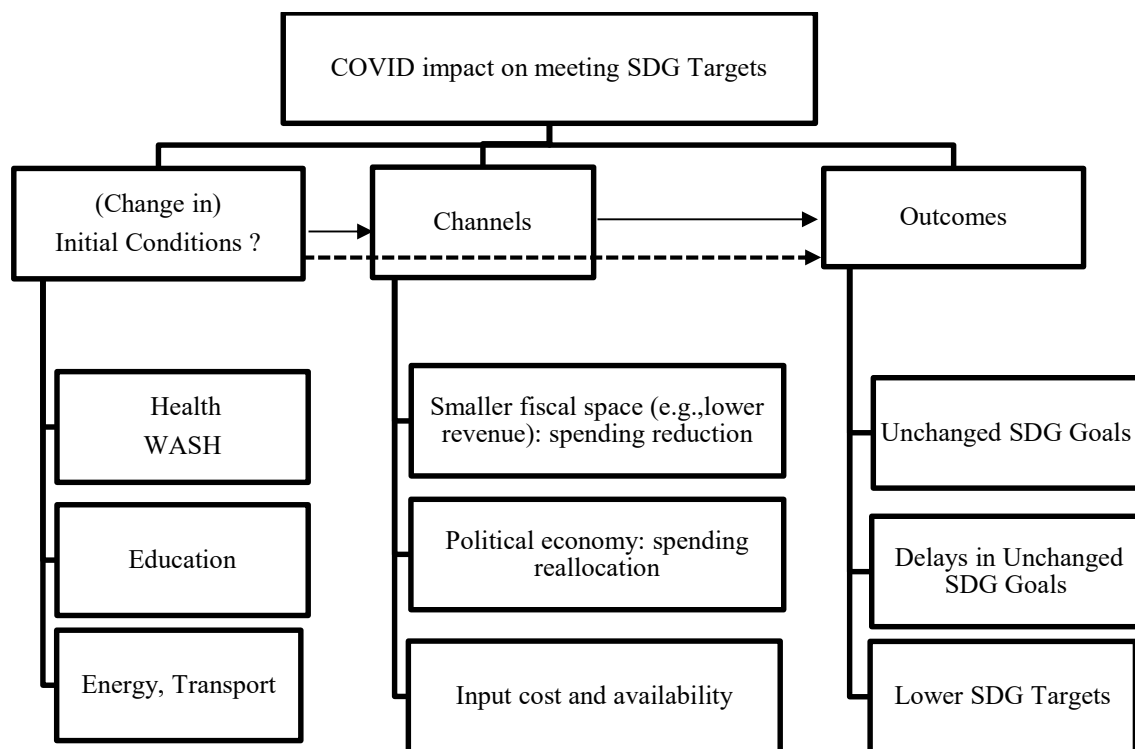 COVID impact on meeting SDG Targets
(Change in)
Initial Conditions ?
Channels
Outcomes
Health
WASH
Education
Energy, Transport
Smaller fiscal space (e.g.,lower
revenue): spending reduction
Political economy: spending
reallocation
Input cost and availability
Unchanged SDG Goals
Delays in Unchanged
SDG Goals
Lower SDG Targets